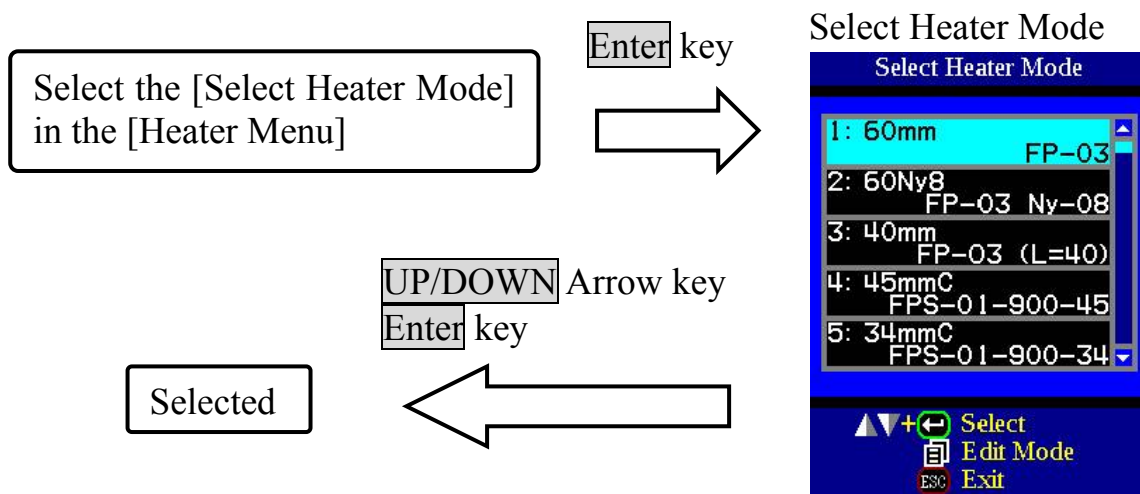 Select the [Select Heater Mode]
in the [Heater Menu]
Enter key
Select Heater Mode
Select Heater Mode
1: 60mm
FP-03
2: 60Ny8
FP-03 Ny-08
3: 40mm
FP-03 (L=40)
4: 45mmC
FPS-01-900-45
5: 34mmC
FPS-01-900-34
+ Select
Edit Mode
ESC Exit
UP/DOWN Arrow key
Enter key
Selected